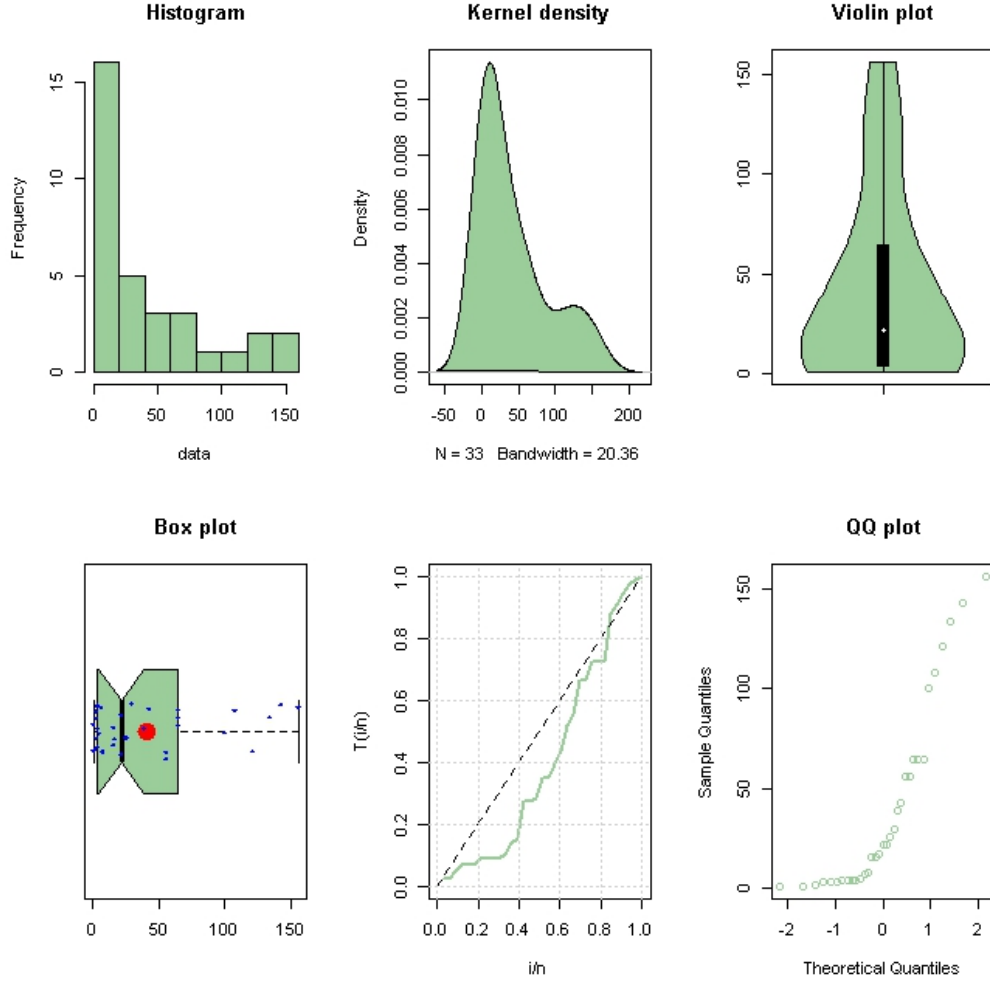 Histogram
Frequency
0
5
10
15
0 50 100 150
data
Kernel density
Density
0.000
0.002
0.004
0.006
0.008
0.010
-50 0 50 100 200
N = 33 Bandwidth = 20.36
Violin plot
0
50
100
150
Box plot
0 50 100 150
T(i/n)
0.0
0.2
0.4
0.6
0.8
1.0
0.0 0.2 0.4 0.6 0.8 1.0
i/n
QQ plot
Sample Quantiles
0
50
100
150
-2 -1 0 1 2
Theoretical Quantiles